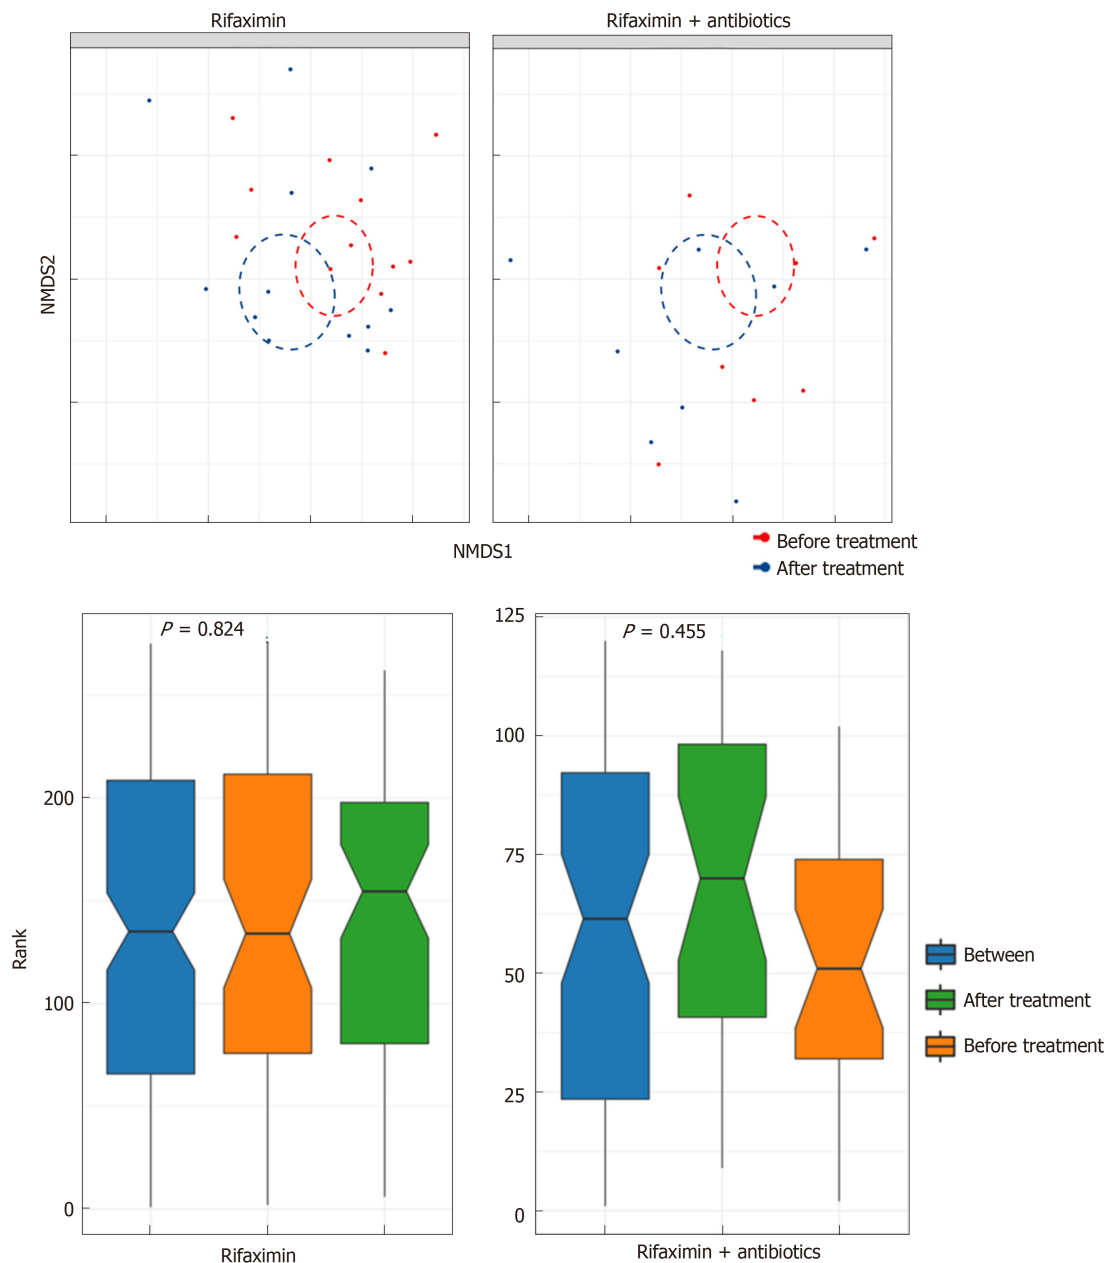 Rifaximin
Rifaximin + antibiotics
NMDS2
NMDS1
Before treatment
After treatment
P = 0.824
Rank
200
100
0
Rifaximin
P = 0.455
125
100
75
50
25
0
Rifaximin + antibiotics
Between
After treatment
Before treatment